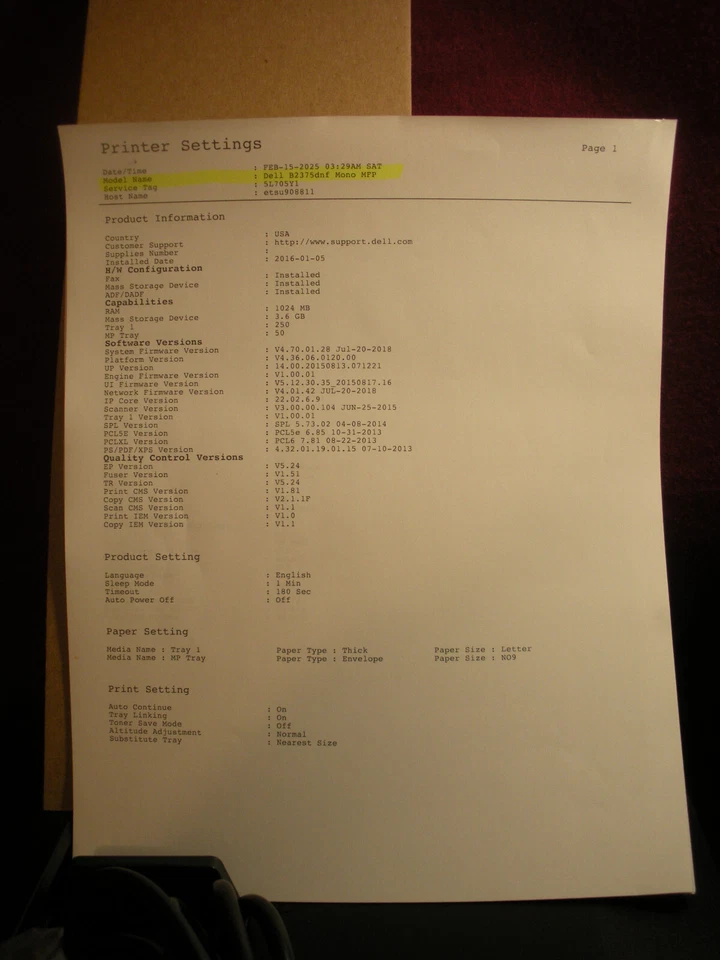 Printer Settings Page 1
Date/Time : FEB-15-2025 03:29AM SAT
Model Name : Dell B2375dnf Mono MFP
Service Tag : 5L705Y1
Host Name : etsu908811
Product Information
Country : USA
Customer Support : http://www.support.dell.com
Supplies Number :
Installed Date : 2016-01-05
H/W Configuration
Fax : Installed
Mass Storage Device : Installed
ADF/DADF : Installed
Capabilities
RAM : 1024 MB
Mass Storage Device : 3.6 GB
Tray 1 : 250
MP Tray : 50
Software Versions
System Firmware Version : V4.70.01.28 Jul-20-2018
Platform Version : V4.36.06.0120.00
UP Version : 14.00.20150813.071221
Engine Firmware Version : V1.00.01
UI Firmware Version : V5.12.30.35_20150817.16
Network Firmware Version : V4.01.42 JUL-20-2018
IP Core Version : 22.02.6.9
Scanner Version : V3.00.00.104 JUN-25-2015
Tray 1 Version : V1.00.01
SPL Version : SPL 5.73.02 04-08-2014
PCL5E Version : PCL5e 6.85 10-31-2013
PCLXL Version : PCL6 7.81 08-22-2013
PS/PDF/XPS Version : 4.32.01.19.01.15 07-10-2013
Quality Control Versions
EP Version : V5.24
Fuser Version : V1.51
TR Version : V5.24
Print CMS Version : V1.81
Copy CMS Version : V2.1.1F
Scan CMS Version : V1.1
Print IEM Version : V1.0
Copy IEM Version : V1.1
Product Setting
Language : English
Sleep Mode : 1 Min
Timeout : 180 Sec
Auto Power Off : Off
Paper Setting
Media Name : Tray 1 Paper Type : Thick Paper Size : Letter
Media Name : MP Tray Paper Type : Envelope Paper Size : NO9
Print Setting
Auto Continue : On
Tray Linking : On
Toner Save Mode : Off
Altitude Adjustment : Normal
Substitute Tray : Nearest Size